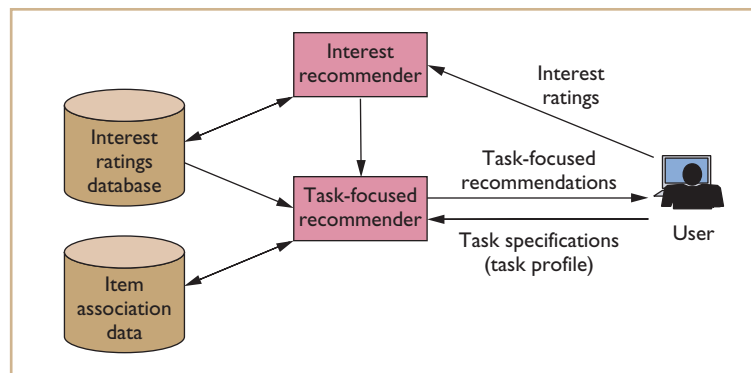 Interest
recommender
Interest
ratings
Interest
ratings
database
Task-focused
recommendations
Task-focused
recommender
User
Task specifications
(task profile)
Item
association
data